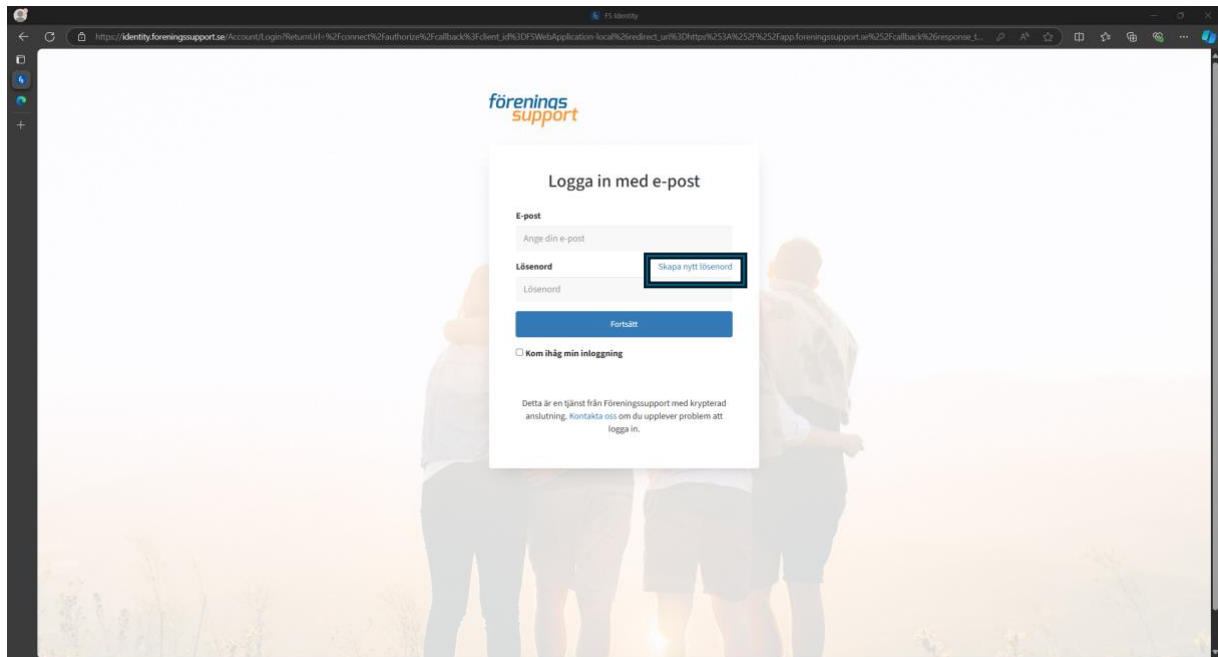 FS Identity
https://identity.foreningssupport.se/Account/Login?ReturnUrl=%2Fconnect%2Fauthorize%2Fcallback%3Fclient_id%3DFSWebApplication-local%26redirect_uri%3Dhttps%253A%252F%252Fapp.foreningssupport.se%252Fcallback%26response_t...
förenings
support
Logga in med e-post
E-post
Ange din e-post
Lösenord
Skapa nytt lösenord
Lösenord
Fortsätt
Kom ihåg min inloggning
Detta är en tjänst från Föreningssupport med krypterad
anslutning. Kontakta oss om du upplever problem att
logga in.